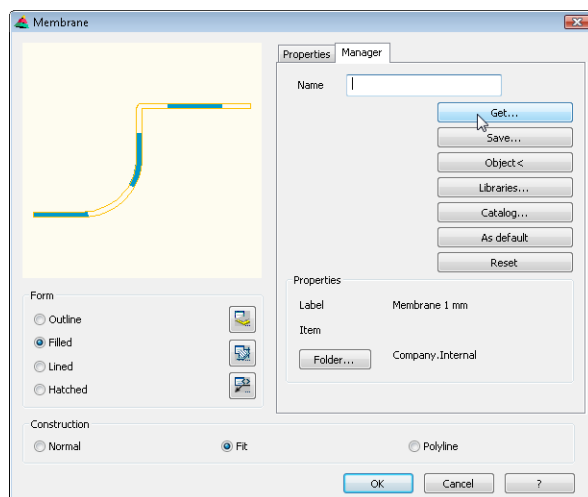 Membrane
Properties
Manager
Name
Get...
Save...
Object<
Libraries...
Catalog...
As default
Reset
Properties
Label Membrane 1 mm
Item
Folder... Company.Internal
Form
Outline
Filled
Lined
Hatched
Construction
Normal
Fit
Polyline
OK
Cancel
?